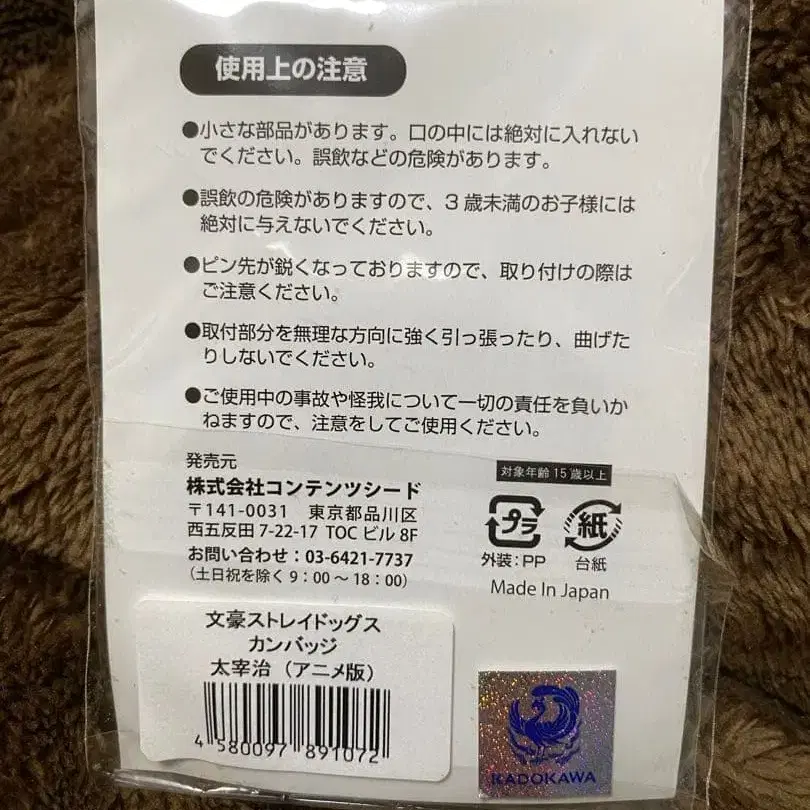 使用上の注意
●小さな部品があります。口の中には絶対に入れない
でください。誤飲などの危険があります。
●誤飲の危険がありますので、3歳未満のお子様には
絶対に与えないでください。
●ピン先が鋭くなっておりますので、取り付けの際は
ご注意ください。
●取付部分を無理な方向に強く引っ張ったり、曲げた
りしないでください。
●ご使用中の事故や怪我について一切の責任を負いか
ねますので、注意をしてご使用ください。
発売元
株式会社コンテンツシード
〒141-0031 東京都品川区
西五反田 7-22-17 TOC ビル 8F
お問い合わせ：03-6421-7737
（土日祝を除く 9：00 〜 18：00）
対象年齢 15歳以上
プラ
紙
外装：PP
台紙
Made In Japan
文豪ストレイドッグス
カンバッジ
太宰治（アニメ版）
4 580097 891072
KADOKAWA